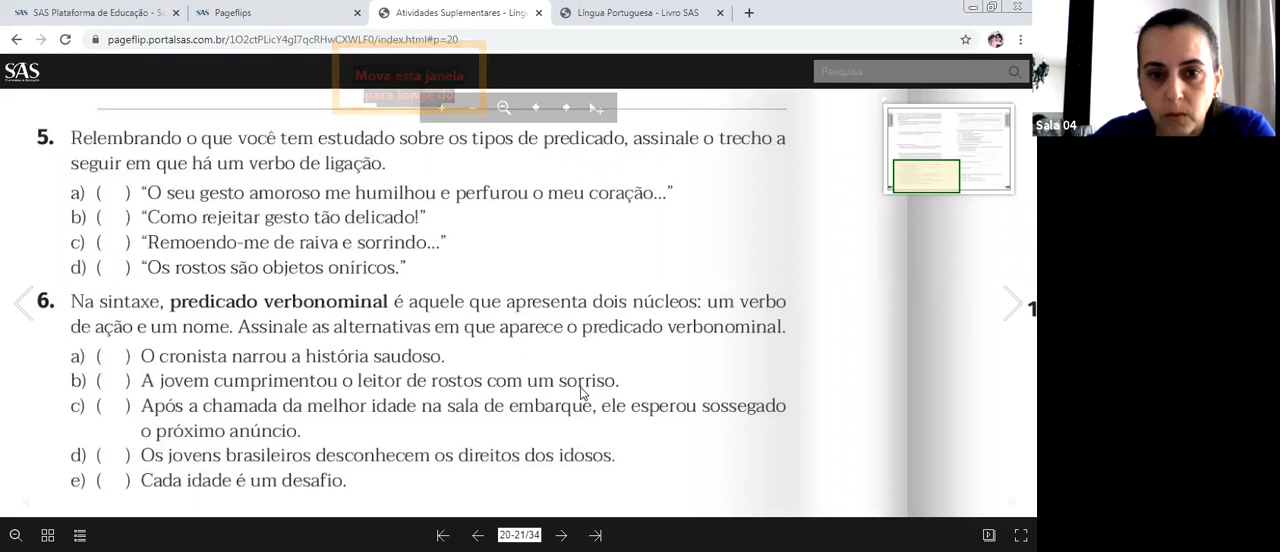 SAS Plataforma de Educação - So
Pageflips
Atividades Suplementares - Líng
Língua Portuguesa - Livro SAS
pageflip.portalsas.com.br/1O2ctPLicY4qI7qcRHwCXWLF0/index.html#p=20
SAS
Mova esta janela
para longe do
Pesquisa
Sala 04
5. Relembrando o que você tem estudado sobre os tipos de predicado, assinale o trecho a
seguir em que há um verbo de ligação.
a) ( ) “O seu gesto amoroso me humilhou e perfurou o meu coração...”
b) ( ) “Como rejeitar gesto tão delicado!”
c) ( ) “Remoendo-me de raiva e sorrindo...”
d) ( ) “Os rostos são objetos oníricos.”
6. Na sintaxe, predicado verbonominal é aquele que apresenta dois núcleos: um verbo
de ação e um nome. Assinale as alternativas em que aparece o predicado verbonominal.
a) ( ) O cronista narrou a história saudoso.
b) ( ) A jovem cumprimentou o leitor de rostos com um sorriso.
c) ( ) Após a chamada da melhor idade na sala de embarque, ele esperou sossegado
o próximo anúncio.
d) ( ) Os jovens brasileiros desconhecem os direitos dos idosos.
e) ( ) Cada idade é um desafio.
1
20-21/34